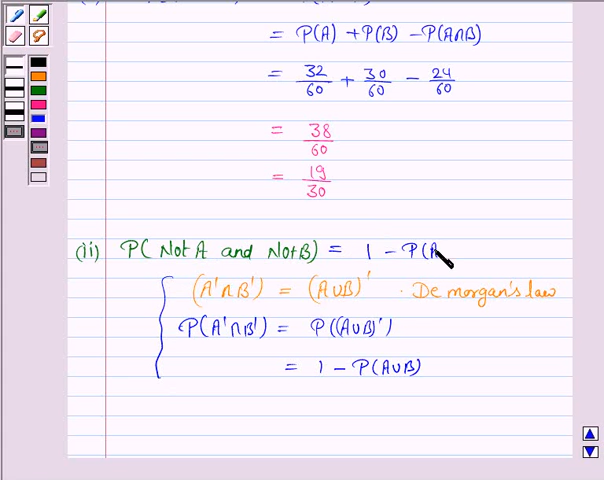 = P(A) + P(B) - P(A∩B)
= 32/60 + 30/60 - 24/60
= 38/60
= 19/30
(ii) P( Not A and Not B) = 1 - P(A
(A'∩B') = (A∪B)' . De morgan's law
P(A'∩B') = P((A∪B)')
= 1 - P(A∪B)